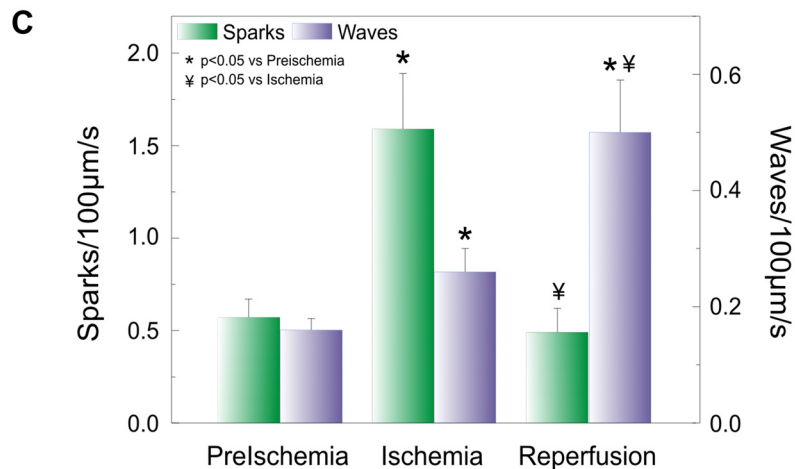 C
Sparks Waves
* p<0.05 vs Preischemia
¥ p<0.05 vs Ischemia
Sparks/100µm/s
2.0
1.5
1.0
0.5
0.0
*
*
* ¥
¥
0.6
0.4
0.2
0.0
Waves/100µm/s
PreIschemia Ischemia Reperfusion